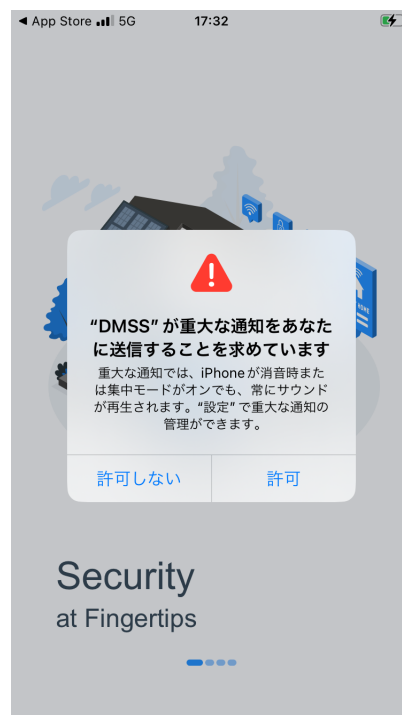 ◀ App Store 5G 17:32
“DMSS”が重大な通知をあなた
に送信することを求めています
重大な通知では、iPhoneが消音時また
は集中モードがオンでも、常にサウンド
が再生されます。“設定”で重大な通知の
管理ができます。
許可しない 許可
Security
at Fingertips